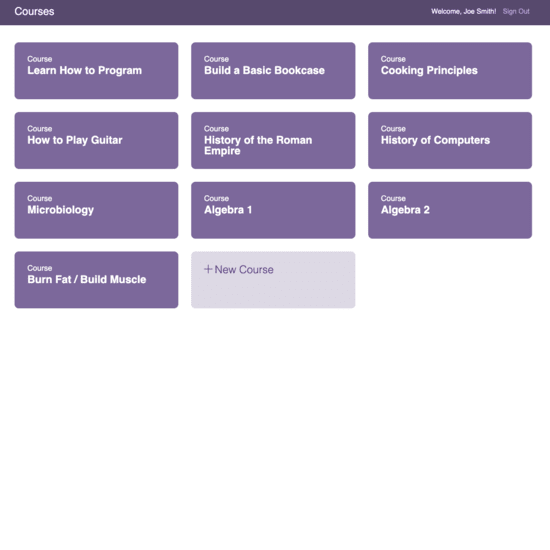 Courses
Welcome, Joe Smith! Sign Out
Course
Learn How to Program
Course
Build a Basic Bookcase
Course
Cooking Principles
Course
How to Play Guitar
Course
History of the Roman
Empire
Course
History of Computers
Course
Microbiology
Course
Algebra 1
Course
Algebra 2
Course
Burn Fat / Build Muscle
+ New Course